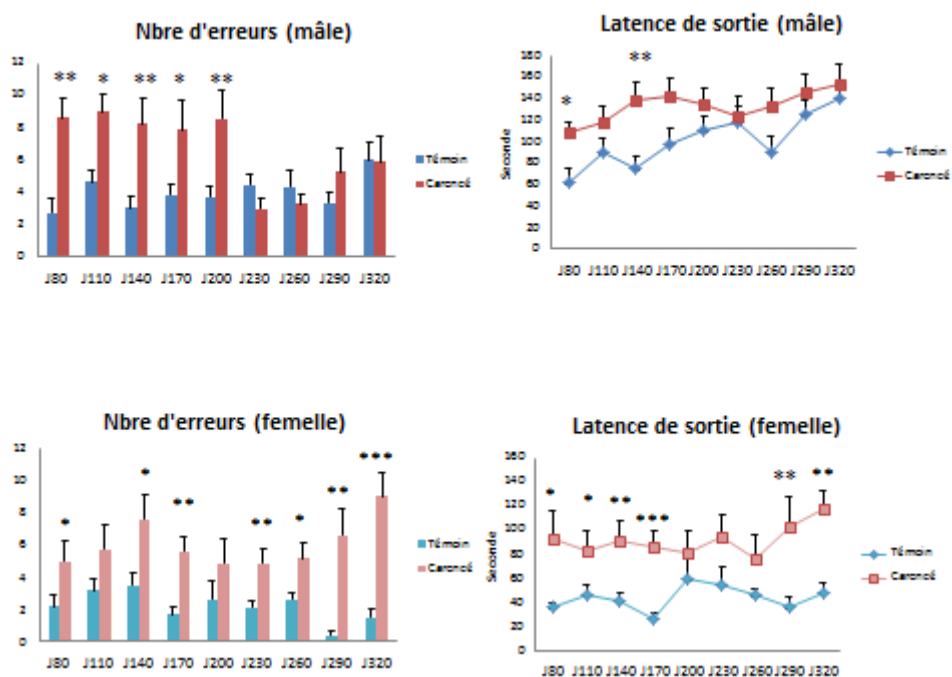 Nbre d'erreurs (mâle)
**
*
**
*
**
12
10
8
6
4
2
0
J80 J110 J140 J170 J200 J230 J260 J290 J320
Témoin
Carencé
Latence de sortie (mâle)
*
**
Seconde
180
160
140
120
100
80
60
40
20
0
J80 J110 J140 J170 J200 J230 J260 J290 J320
Témoin
Carencé
Nbre d'erreurs (femelle)
*
*
**
**
*
**
***
12
10
8
6
4
2
0
J80 J110 J140 J170 J200 J230 J260 J290 J320
Témoin
Carencé
Latence de sortie (femelle)
*
*
**
***
**
**
Seconde
160
140
120
100
80
60
40
20
0
J80 J110 J140 J170 J200 J230 J260 J290 J320
Témoin
Carencé